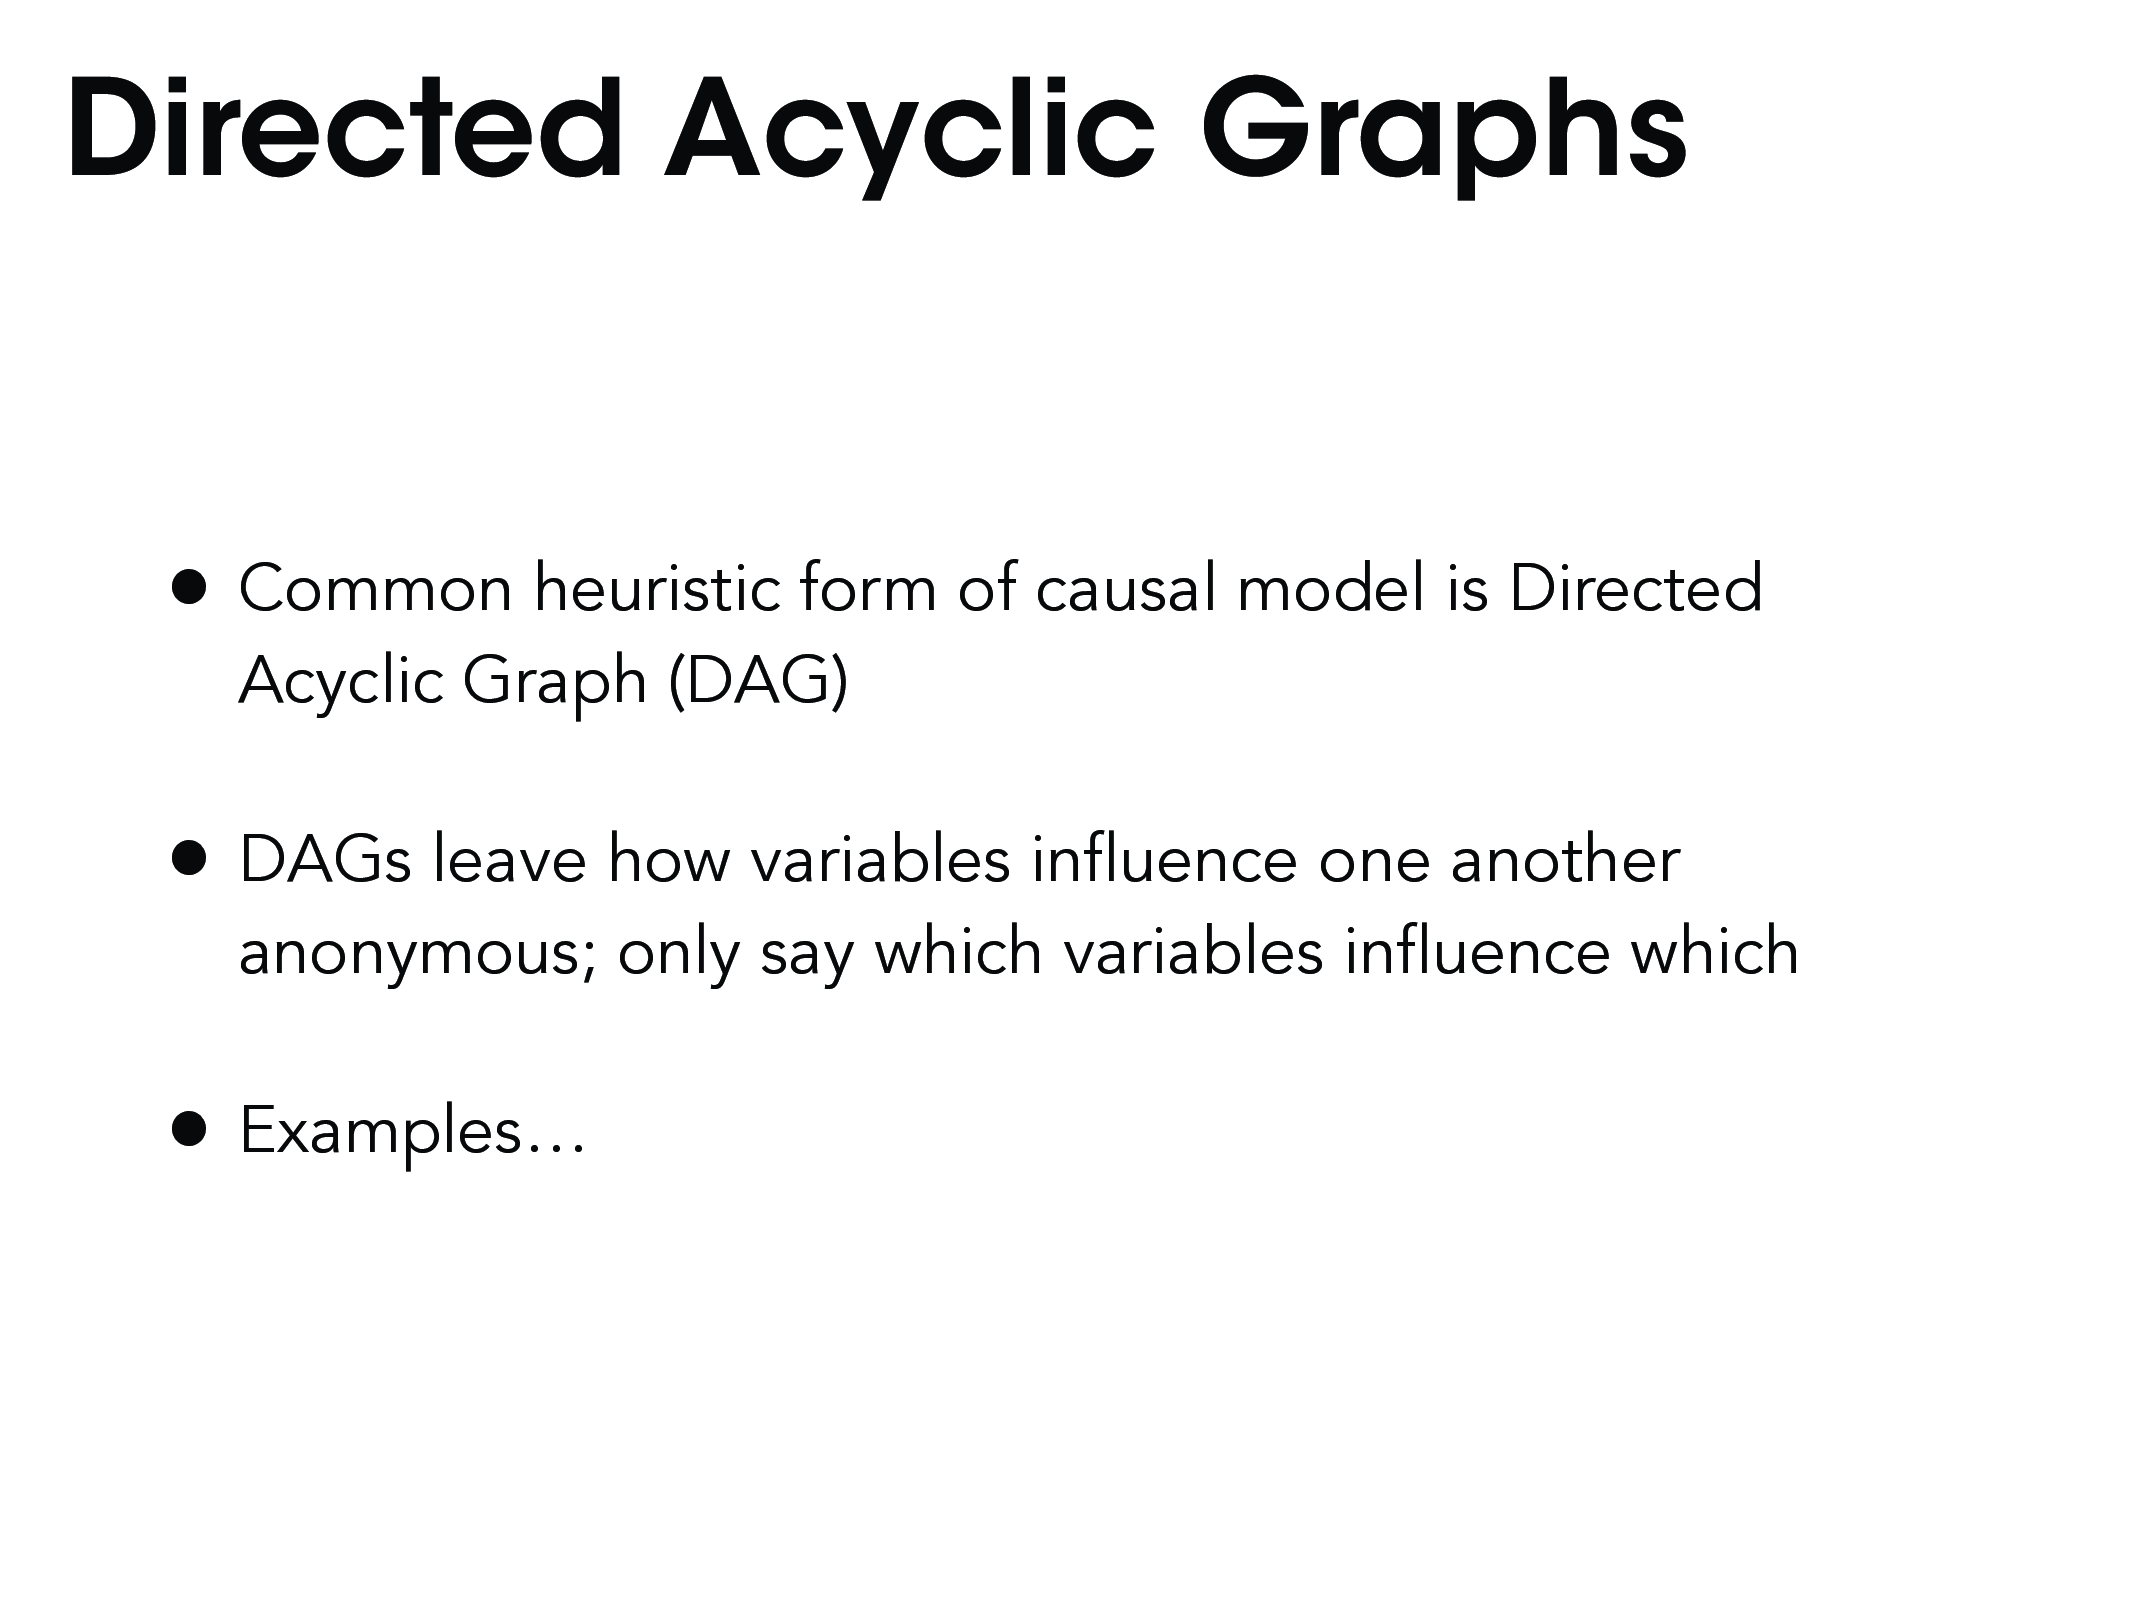 Directed Acyclic Graphs
• Common heuristic form of causal model is Directed
Acyclic Graph (DAG)
• DAGs leave how variables influence one another
anonymous; only say which variables influence which
• Examples…